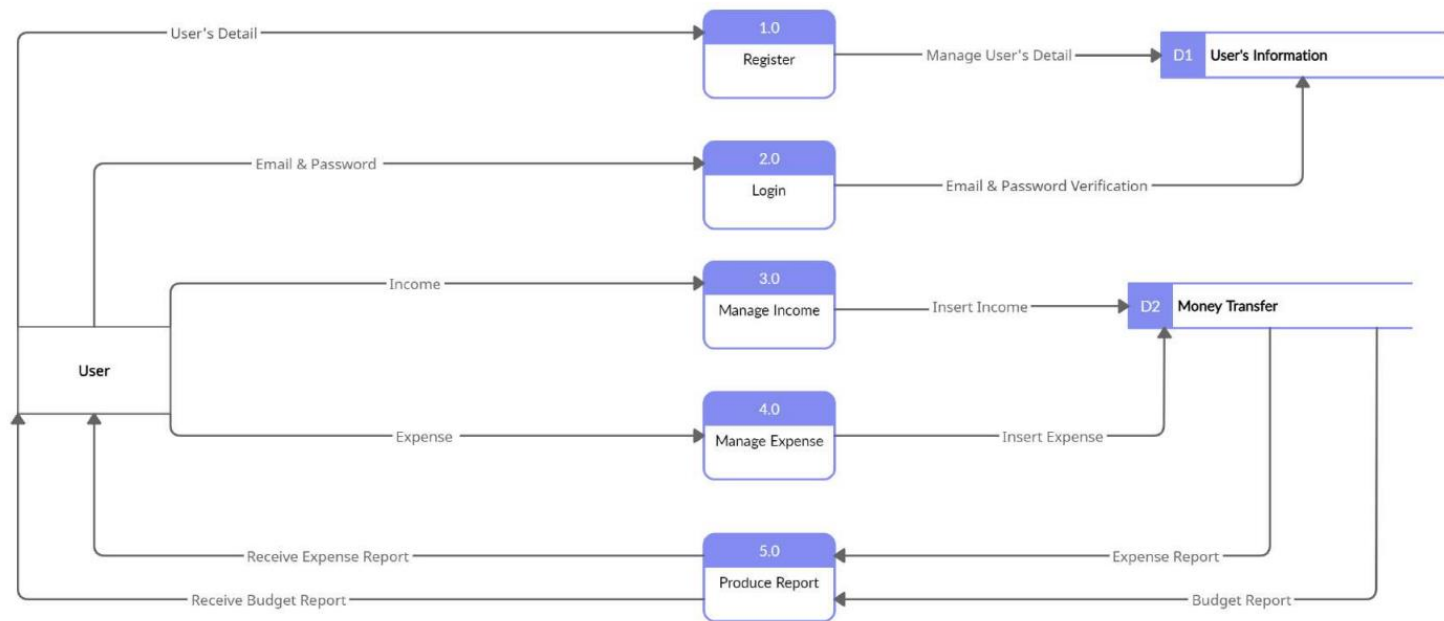 User's Detail
1.0
Register
Manage User's Detail
D1
User's Information
Email & Password
2.0
Login
Email & Password Verification
Income
3.0
Manage Income
Insert Income
D2
Money Transfer
User
Expense
4.0
Manage Expense
Insert Expense
Receive Expense Report
5.0
Produce Report
Expense Report
Receive Budget Report
Budget Report